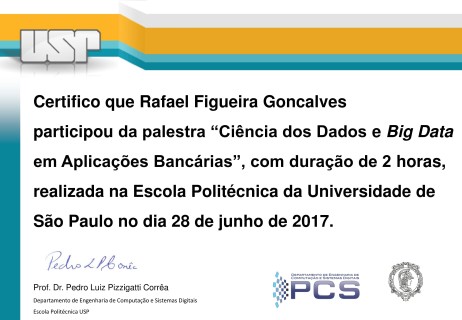 USP
Certifico que Rafael Figueira Goncalves
participou da palestra “Ciência dos Dados e Big Data
em Aplicações Bancárias”, com duração de 2 horas,
realizada na Escola Politécnica da Universidade de
São Paulo no dia 28 de junho de 2017.
Prof. Dr. Pedro Luiz Pizzigatti Corrêa
Departamento de Engenharia de Computação e Sistemas Digitais
Escola Politécnica USP
Departamento de Engenharia de
Computação e Sistemas Digitais
PCS